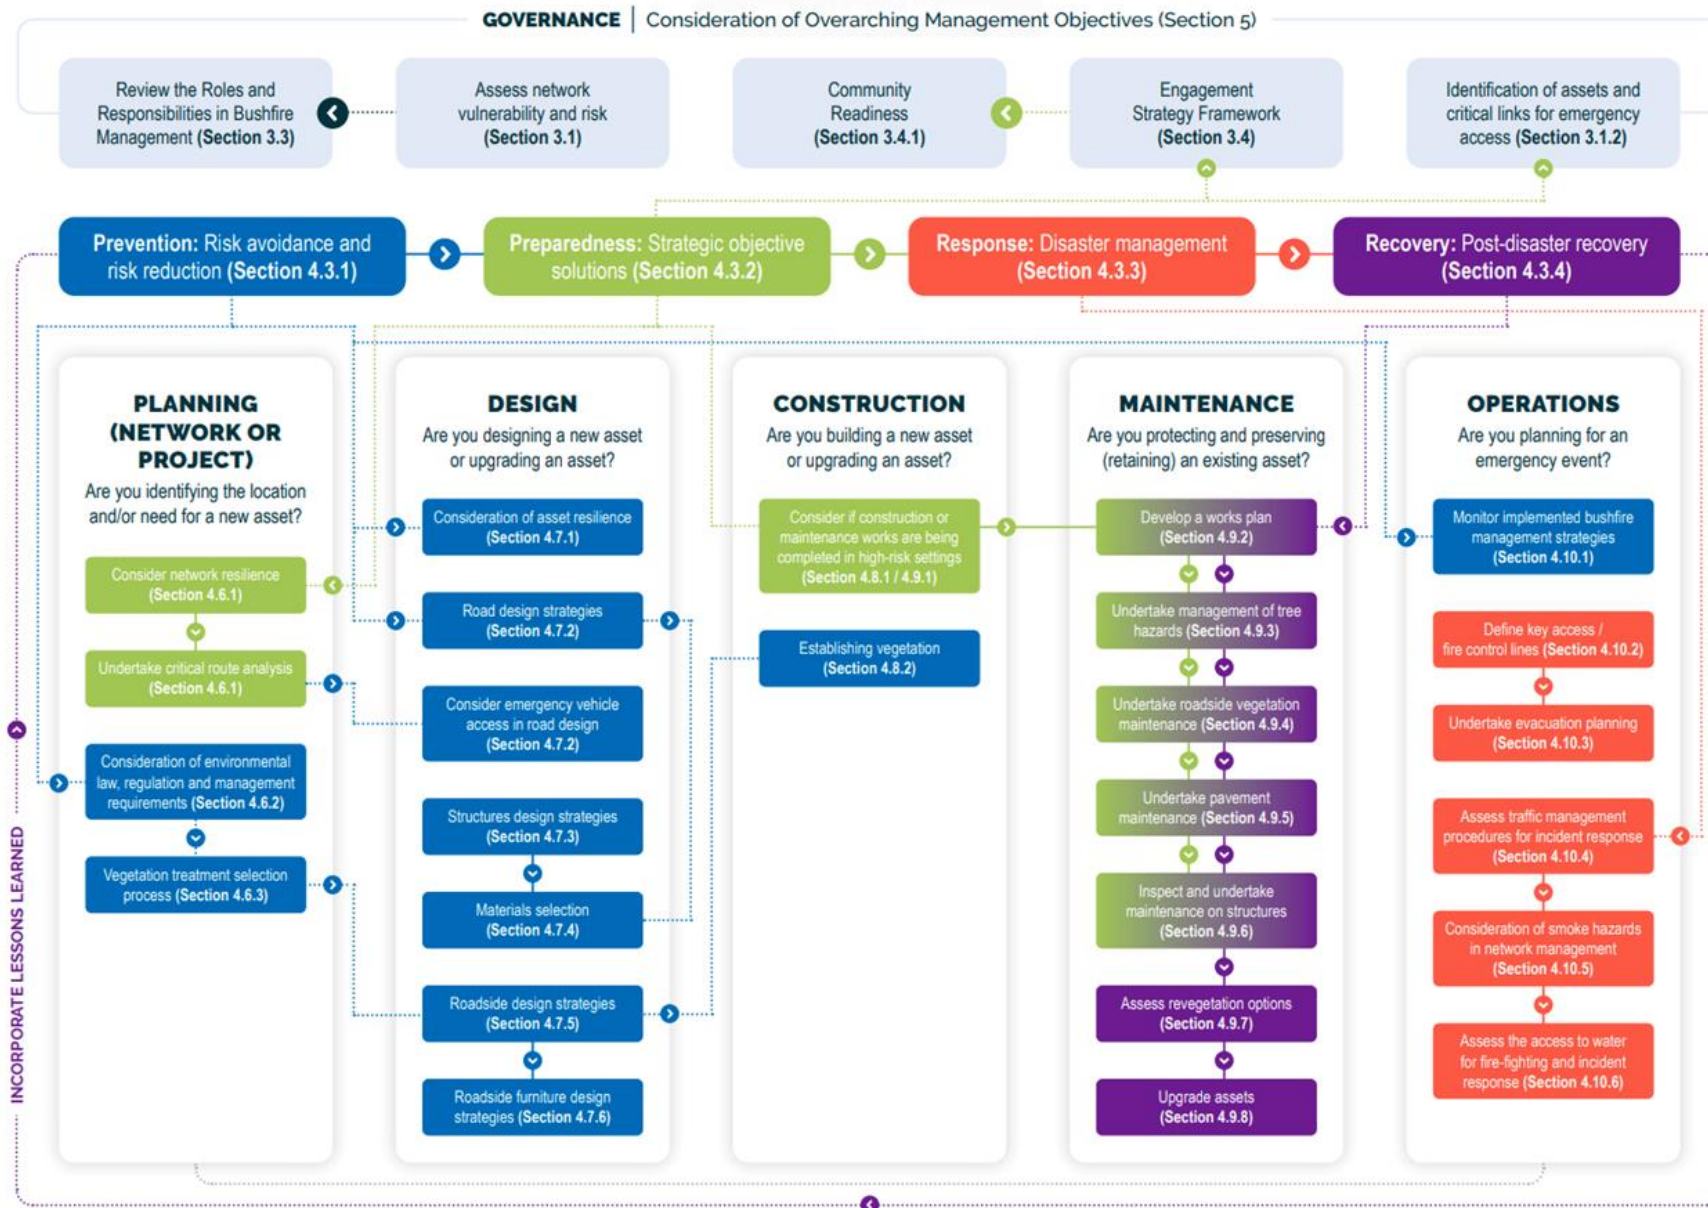 GOVERNANCE | Consideration of Overarching Management Objectives (Section 5)
Review the Roles and
Responsibilities in Bushfire
Management (Section 3.3)
Assess network
vulnerability and risk
(Section 3.1)
Community
Readiness
(Section 3.4.1)
Engagement
Strategy Framework
(Section 3.4)
Identification of assets and
critical links for emergency
access (Section 3.1.2)
Prevention: Risk avoidance and
risk reduction (Section 4.3.1)
Preparedness: Strategic objective
solutions (Section 4.3.2)
Response: Disaster management
(Section 4.3.3)
Recovery: Post-disaster recovery
(Section 4.3.4)
PLANNING
(NETWORK OR
PROJECT)
Are you identifying the location
and/or need for a new asset?
Consider network resilience
(Section 4.6.1)
Undertake critical route analysis
(Section 4.6.1)
Consideration of environmental
law, regulation and management
requirements (Section 4.6.2)
Vegetation treatment selection
process (Section 4.6.3)
DESIGN
Are you designing a new asset
or upgrading an asset?
Consideration of asset resilience
(Section 4.7.1)
Road design strategies
(Section 4.7.2)
Consider emergency vehicle
access in road design
(Section 4.7.2)
Structures design strategies
(Section 4.7.3)
Materials selection
(Section 4.7.4)
Roadside design strategies
(Section 4.7.5)
Roadside furniture design
strategies (Section 4.7.6)
CONSTRUCTION
Are you building a new asset
or upgrading an asset?
Consider if construction or
maintenance works are being
completed in high-risk settings
(Section 4.8.1 / 4.9.1)
Establishing vegetation
(Section 4.8.2)
MAINTENANCE
Are you protecting and preserving
(retaining) an existing asset?
Develop a works plan
(Section 4.9.2)
Undertake management of tree
hazards (Section 4.9.3)
Undertake roadside vegetation
maintenance (Section 4.9.4)
Undertake pavement
maintenance (Section 4.9.5)
Inspect and undertake
maintenance on structures
(Section 4.9.6)
Assess revegetation options
(Section 4.9.7)
Upgrade assets
(Section 4.9.8)
OPERATIONS
Are you planning for an
emergency event?
Monitor implemented bushfire
management strategies
(Section 4.10.1)
Define key access /
fire control lines (Section 4.10.2)
Undertake evacuation planning
(Section 4.10.3)
Assess traffic management
procedures for incident response
(Section 4.10.4)
Consideration of smoke hazards
in network management
(Section 4.10.5)
Assess the access to water
for fire-fighting and incident
response (Section 4.10.6)
INCORPORATE LESSONS LEARNED